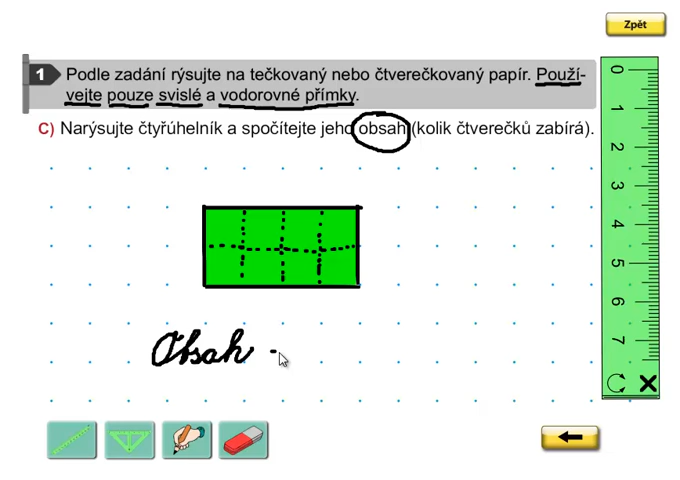 Zpět
1 Podle zadání rýsujte na tečkovaný nebo čtverečkovaný papír. Použí-
vejte pouze svislé a vodorovné přímky.
C) Narýsujte čtyřúhelník a spočítejte jeho obsah (kolik čtverečků zabírá).
0
1
2
3
4
5
6
7
Obsah -